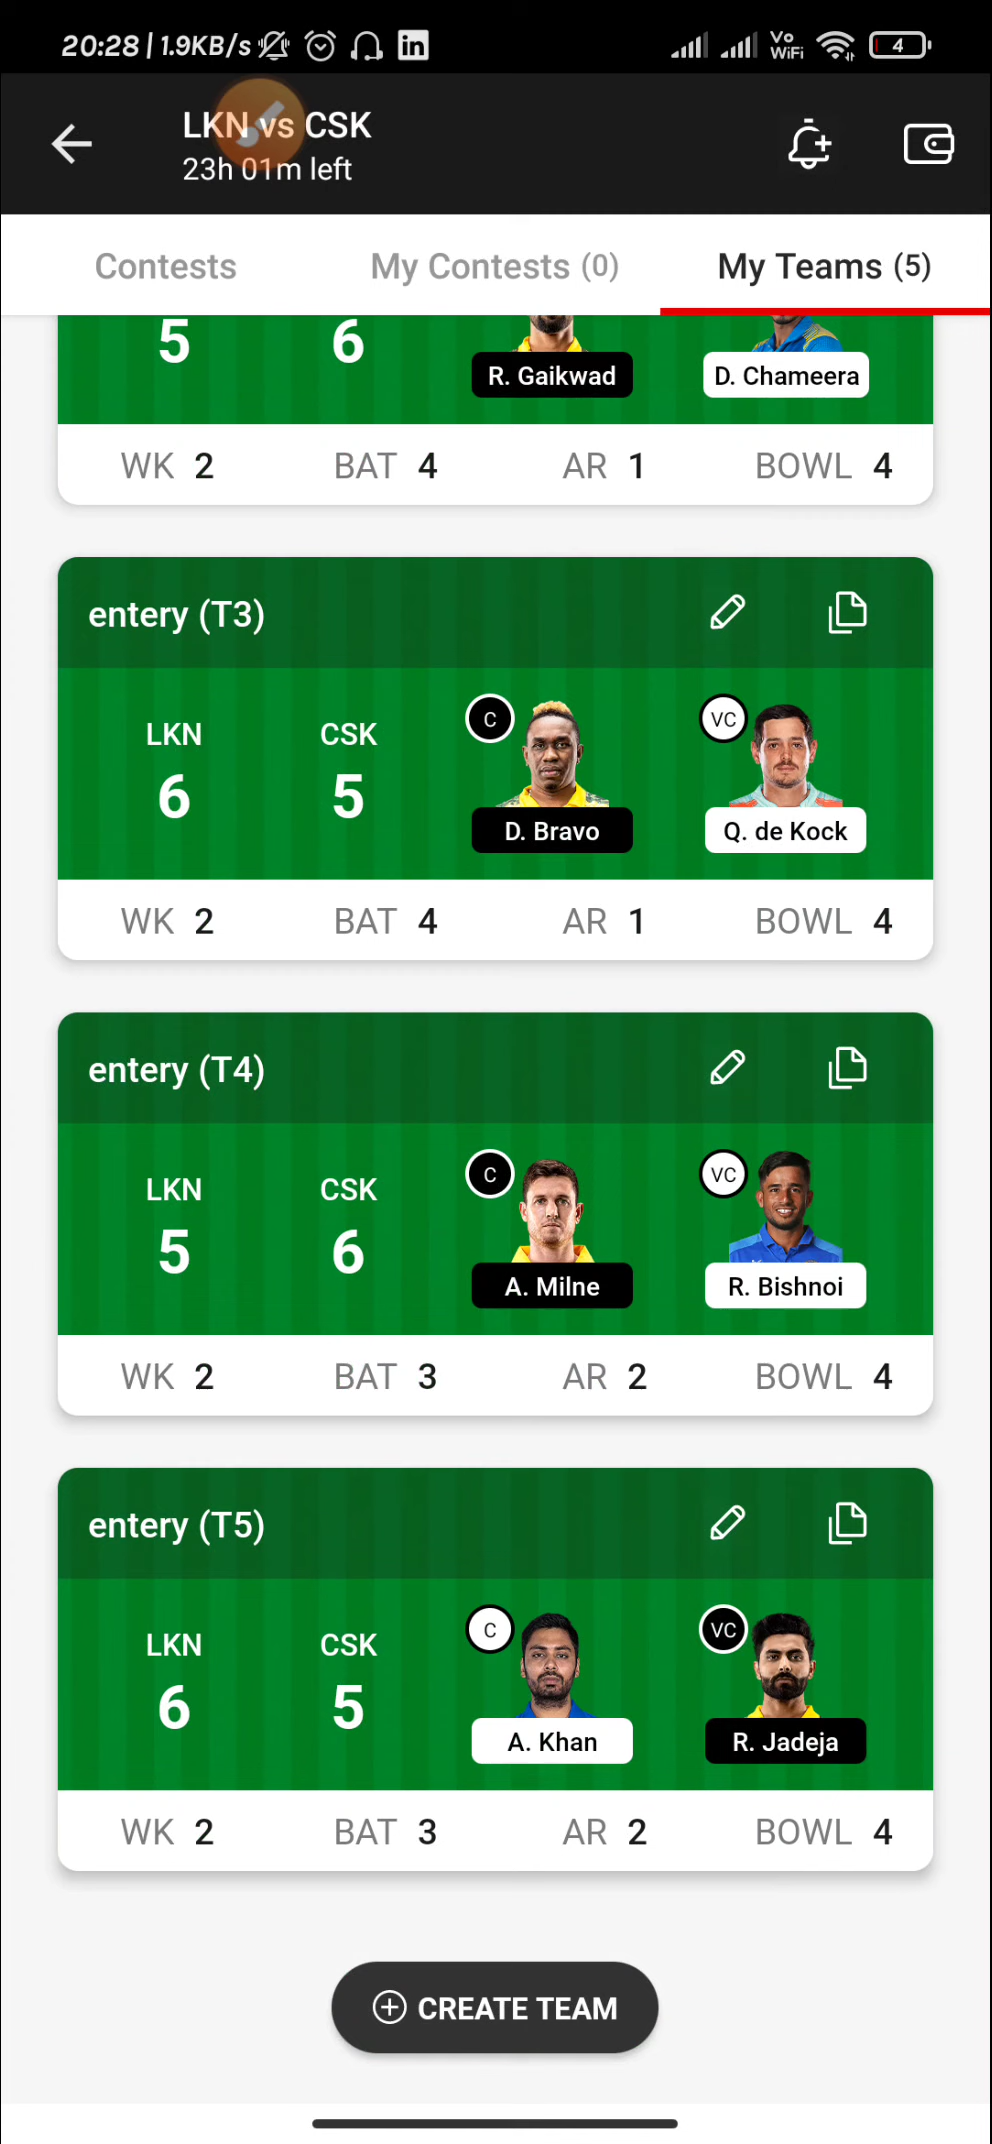 20:28 | 1.9KB/s in Vo WiFi 4
LKN vs CSK
23h 01m left
Contests My Contests (0) My Teams (5)
5 6 R. Gaikwad D. Chameera
WK 2 BAT 4 AR 1 BOWL 4
entery (T3)
LKN CSK C VC
6 5
D. Bravo Q. de Kock
WK 2 BAT 4 AR 1 BOWL 4
entery (T4)
LKN CSK C VC
5 6
A. Milne R. Bishnoi
WK 2 BAT 3 AR 2 BOWL 4
entery (T5)
LKN CSK C VC
6 5
A. Khan R. Jadeja
WK 2 BAT 3 AR 2 BOWL 4
CREATE TEAM